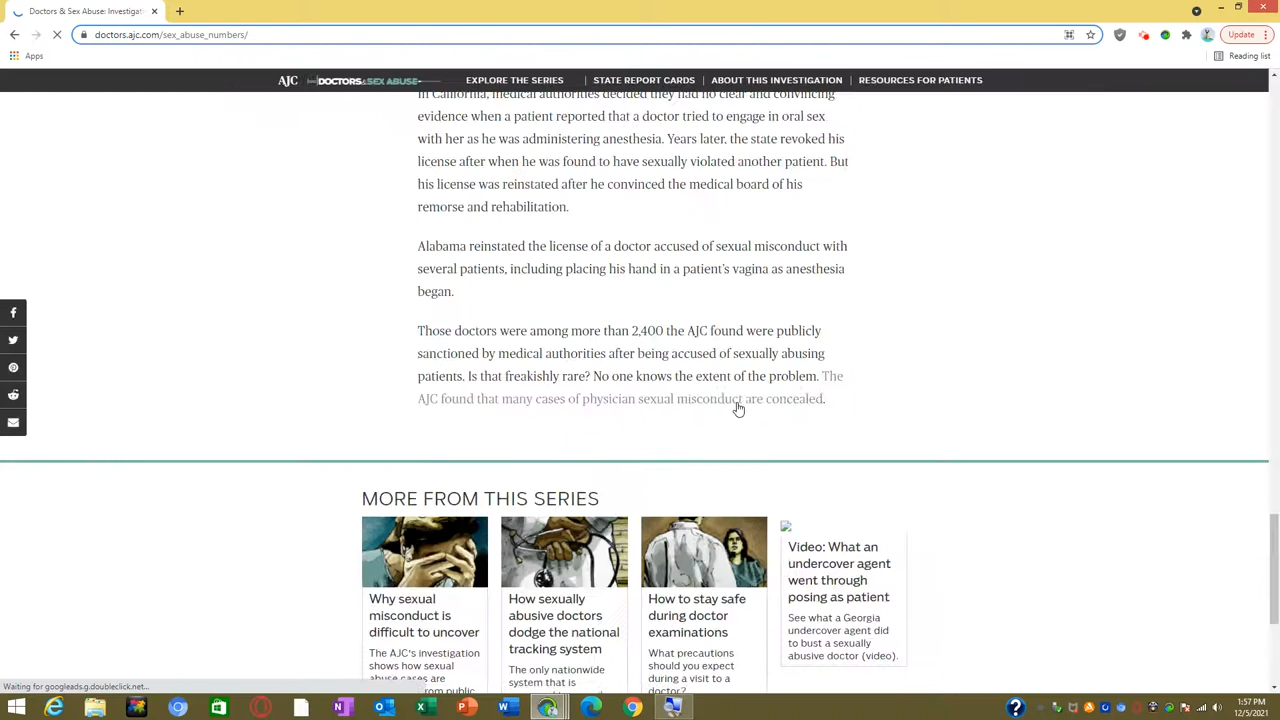 Doctors & Sex Abuse: Investigati
doctors.ajc.com/sex_abuse_numbers/
Update
Apps
Reading list
AJC DOCTORS&SEX ABUSE EXPLORE THE SERIES STATE REPORT CARDS ABOUT THIS INVESTIGATION RESOURCES FOR PATIENTS
In California, medical authorities decided they had no clear and convincing
evidence when a patient reported that a doctor tried to engage in oral sex
with her as he was administering anesthesia. Years later, the state revoked his
license after when he was found to have sexually violated another patient. But
his license was reinstated after he convinced the medical board of his
remorse and rehabilitation.
Alabama reinstated the license of a doctor accused of sexual misconduct with
several patients, including placing his hand in a patient's vagina as anesthesia
began.
Those doctors were among more than 2,400 the AJC found were publicly
sanctioned by medical authorities after being accused of sexually abusing
patients. Is that freakishly rare? No one knows the extent of the problem. The
AJC found that many cases of physician sexual misconduct are concealed.
MORE FROM THIS SERIES
Why sexual
misconduct is
difficult to uncover
The AJC's investigation
shows how sexual
abuse cases are
from public
How sexually
abusive doctors
dodge the national
tracking system
The only nationwide
system that is
How to stay safe
during doctor
examinations
What precautions
should you expect
during a visit to a
doctor?
Video: What an
undercover agent
went through
posing as patient
See what a Georgia
undercover agent did
to bust a sexually
abusive doctor (video).
Waiting for googleads.g.doubleclick.net...
1:57 PM
12/5/2021